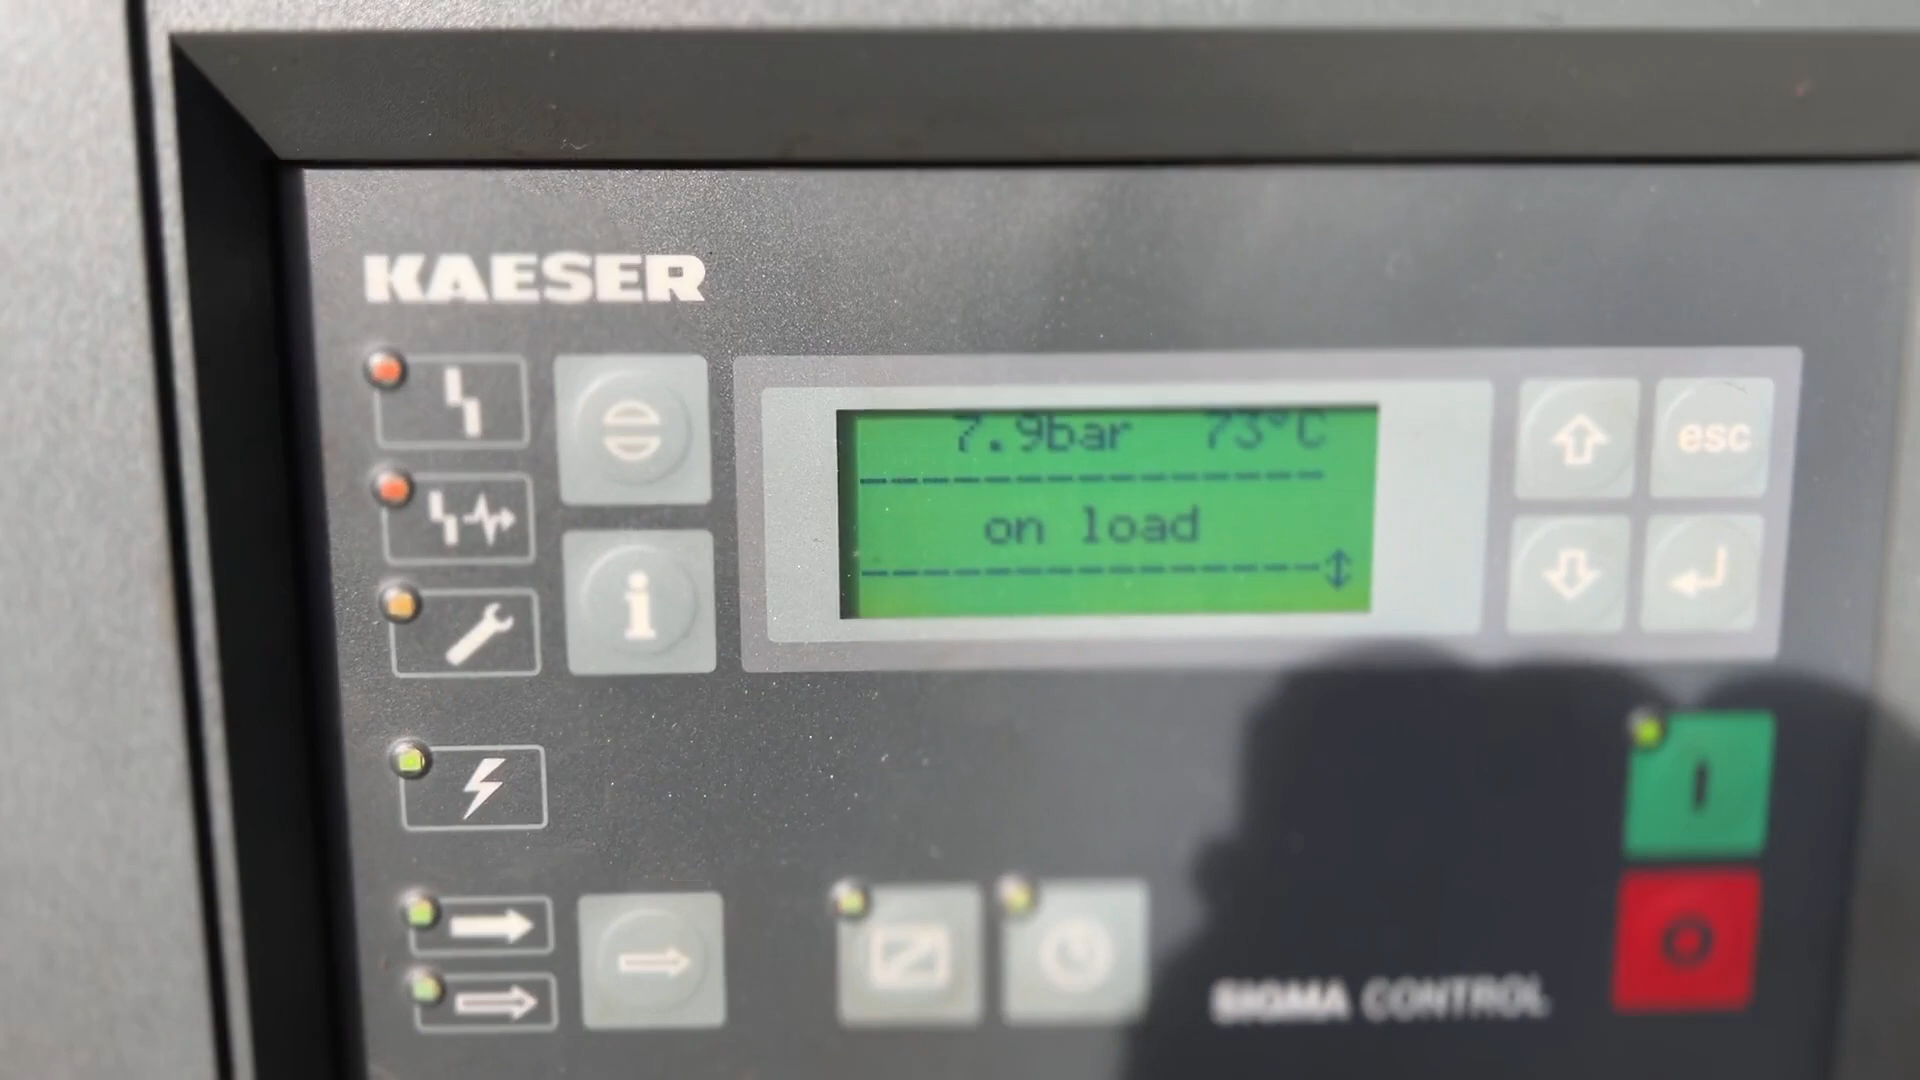 KAESER
7.9bar 73°C
on load
esc
i
I
O
SIGMA CONTROL